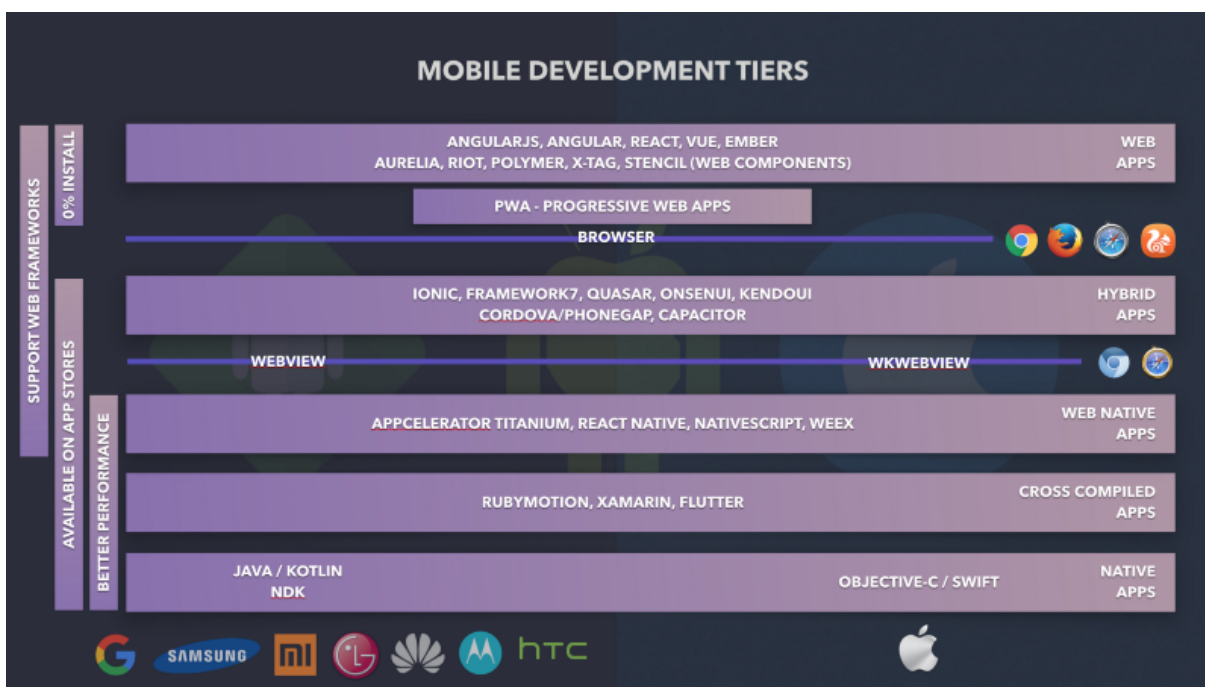 MOBILE DEVELOPMENT TIERS
SUPPORT WEB FRAMEWORKS
0% INSTALL
ANGULARJS, ANGULAR, REACT, VUE, EMBER
AURELIA, RIOT, POLYMER, X-TAG, STENCIL (WEB COMPONENTS)
WEB
APPS
PWA - PROGRESSIVE WEB APPS
BROWSER
AVAILABLE ON APP STORES
IONIC, FRAMEWORK7, QUASAR, ONSENUI, KENDOUI
CORDOVA/PHONEGAP, CAPACITOR
HYBRID
APPS
WEBVIEW
WKWEBVIEW
BETTER PERFORMANCE
APPCELERATOR TITANIUM, REACT NATIVE, NATIVESCRIPT, WEEX
WEB NATIVE
APPS
RUBYMOTION, XAMARIN, FLUTTER
CROSS COMPILED
APPS
JAVA / KOTLIN
NDK
OBJECTIVE-C / SWIFT
NATIVE
APPS
G
SAMSUNG
MI
LG
M
hTC